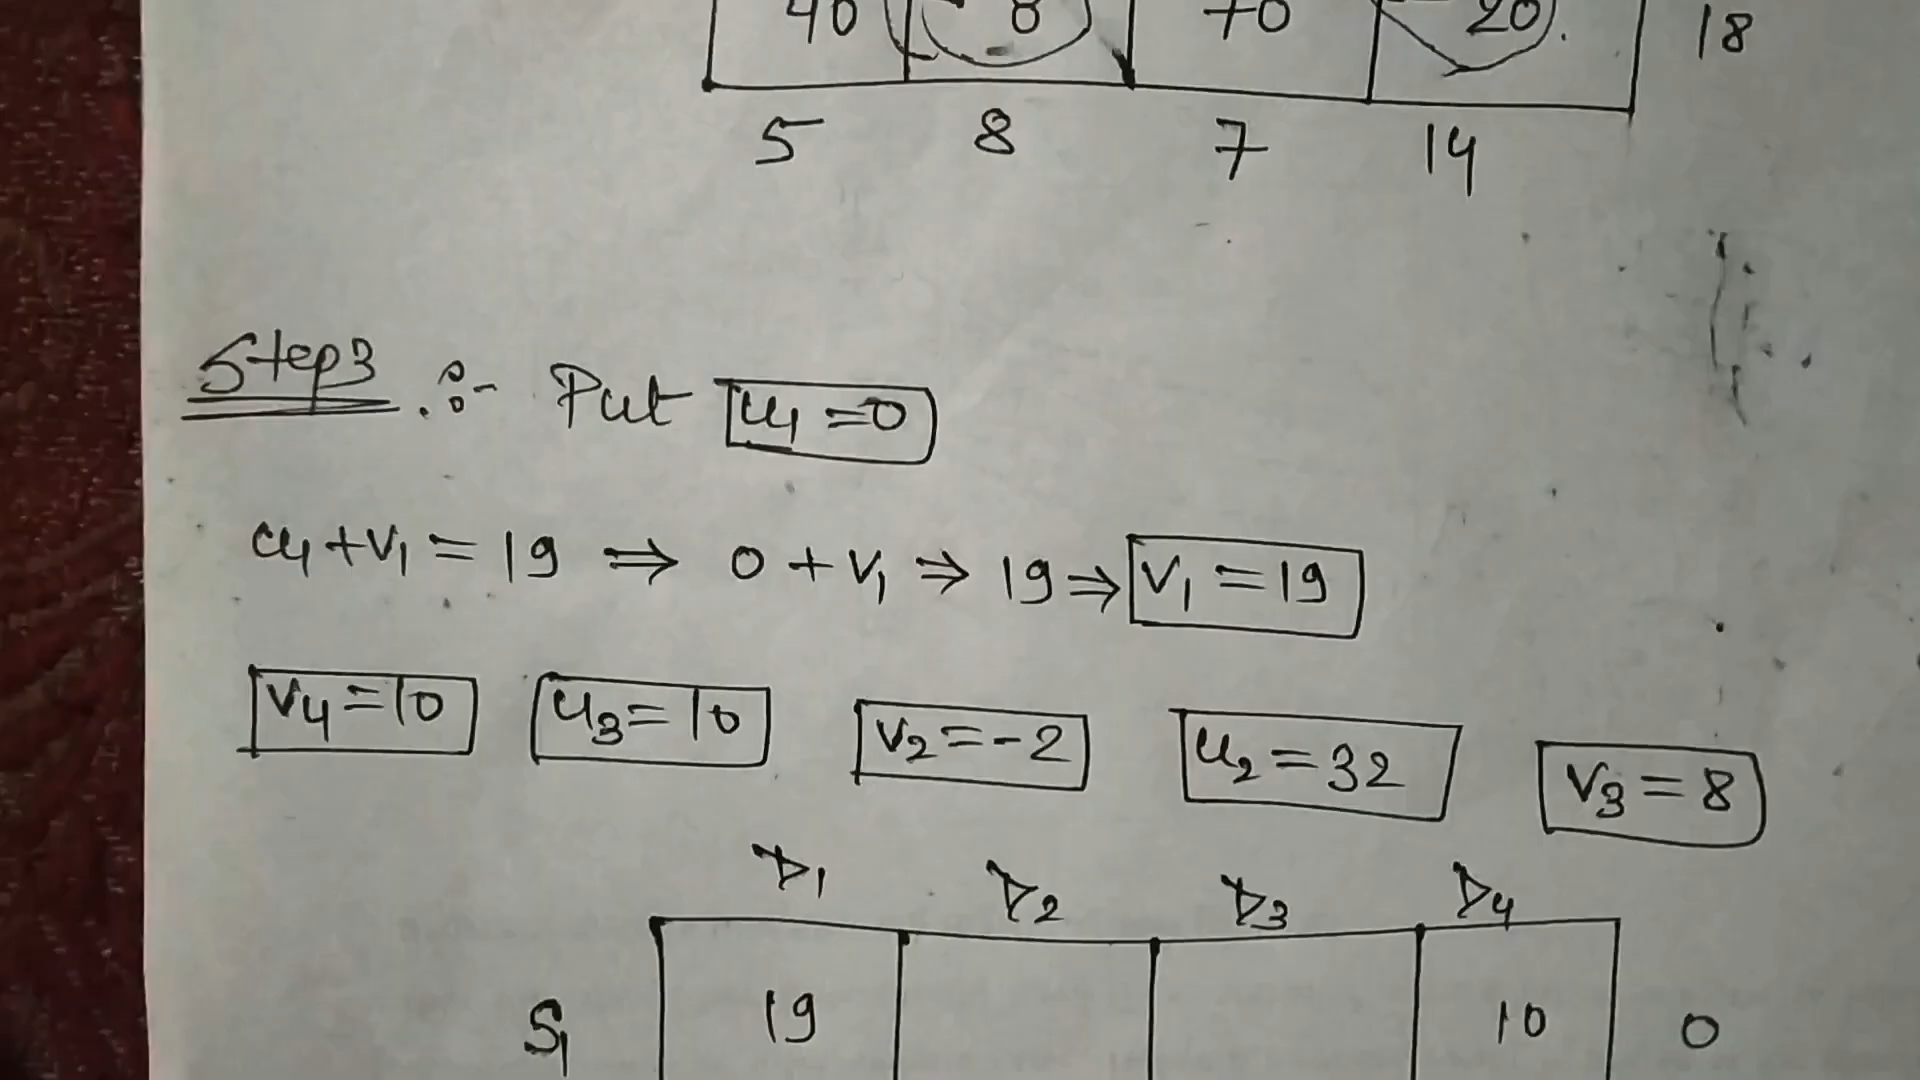 40 8 70 20 18
5 8 7 14
Step3 :- Put u1 = 0
u1 + v1 = 19 ⇒ 0 + v1 ⇒ 19 ⇒ v1 = 19
v4 = 10 u3 = 10 v2 = -2 u2 = 32 v3 = 8
D1 D2 D3 D4
S1 19 10 0